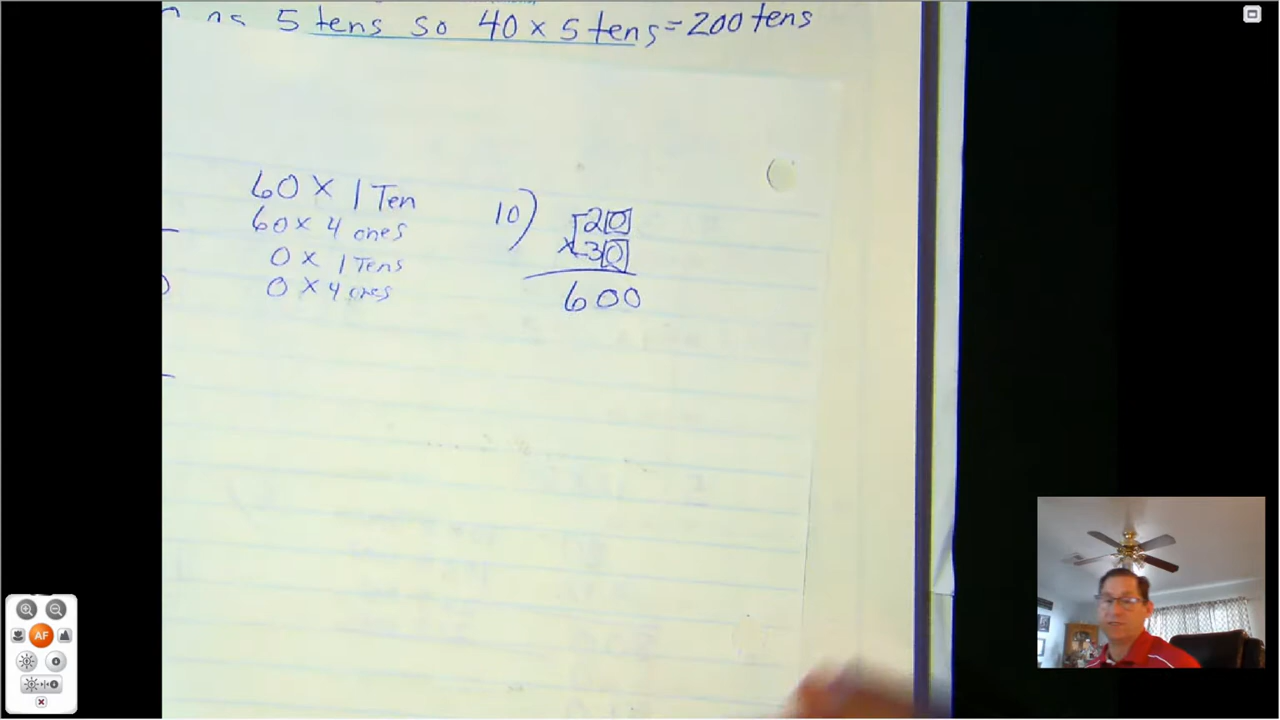 5 tens so 40 x 5 tens = 200 tens
60 x 1 Ten
60 x 4 ones
0 x 1 Tens
0 x 4 ones
10) 20
x 30
600
AF